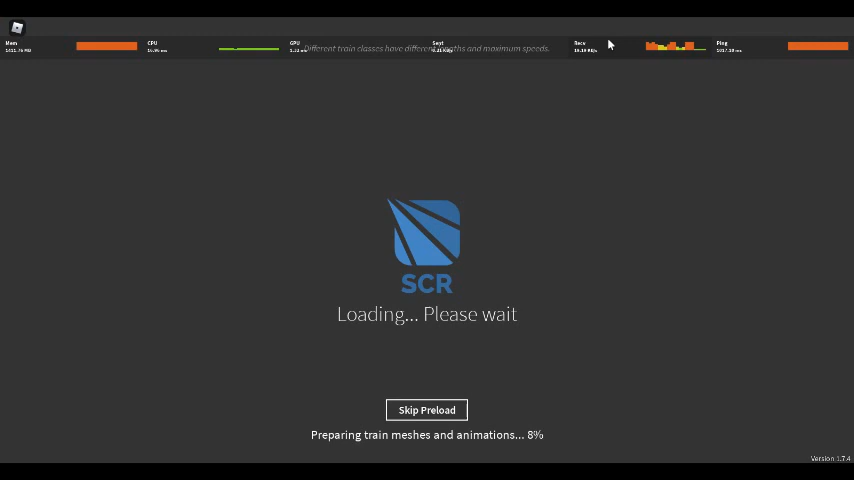 Mem CPU GPU Sent Recv Ping
Different train classes have different and maximum speeds.
SCR
Loading... Please wait
Skip Preload
Preparing train meshes and animations... 8%
Version 1.7.4